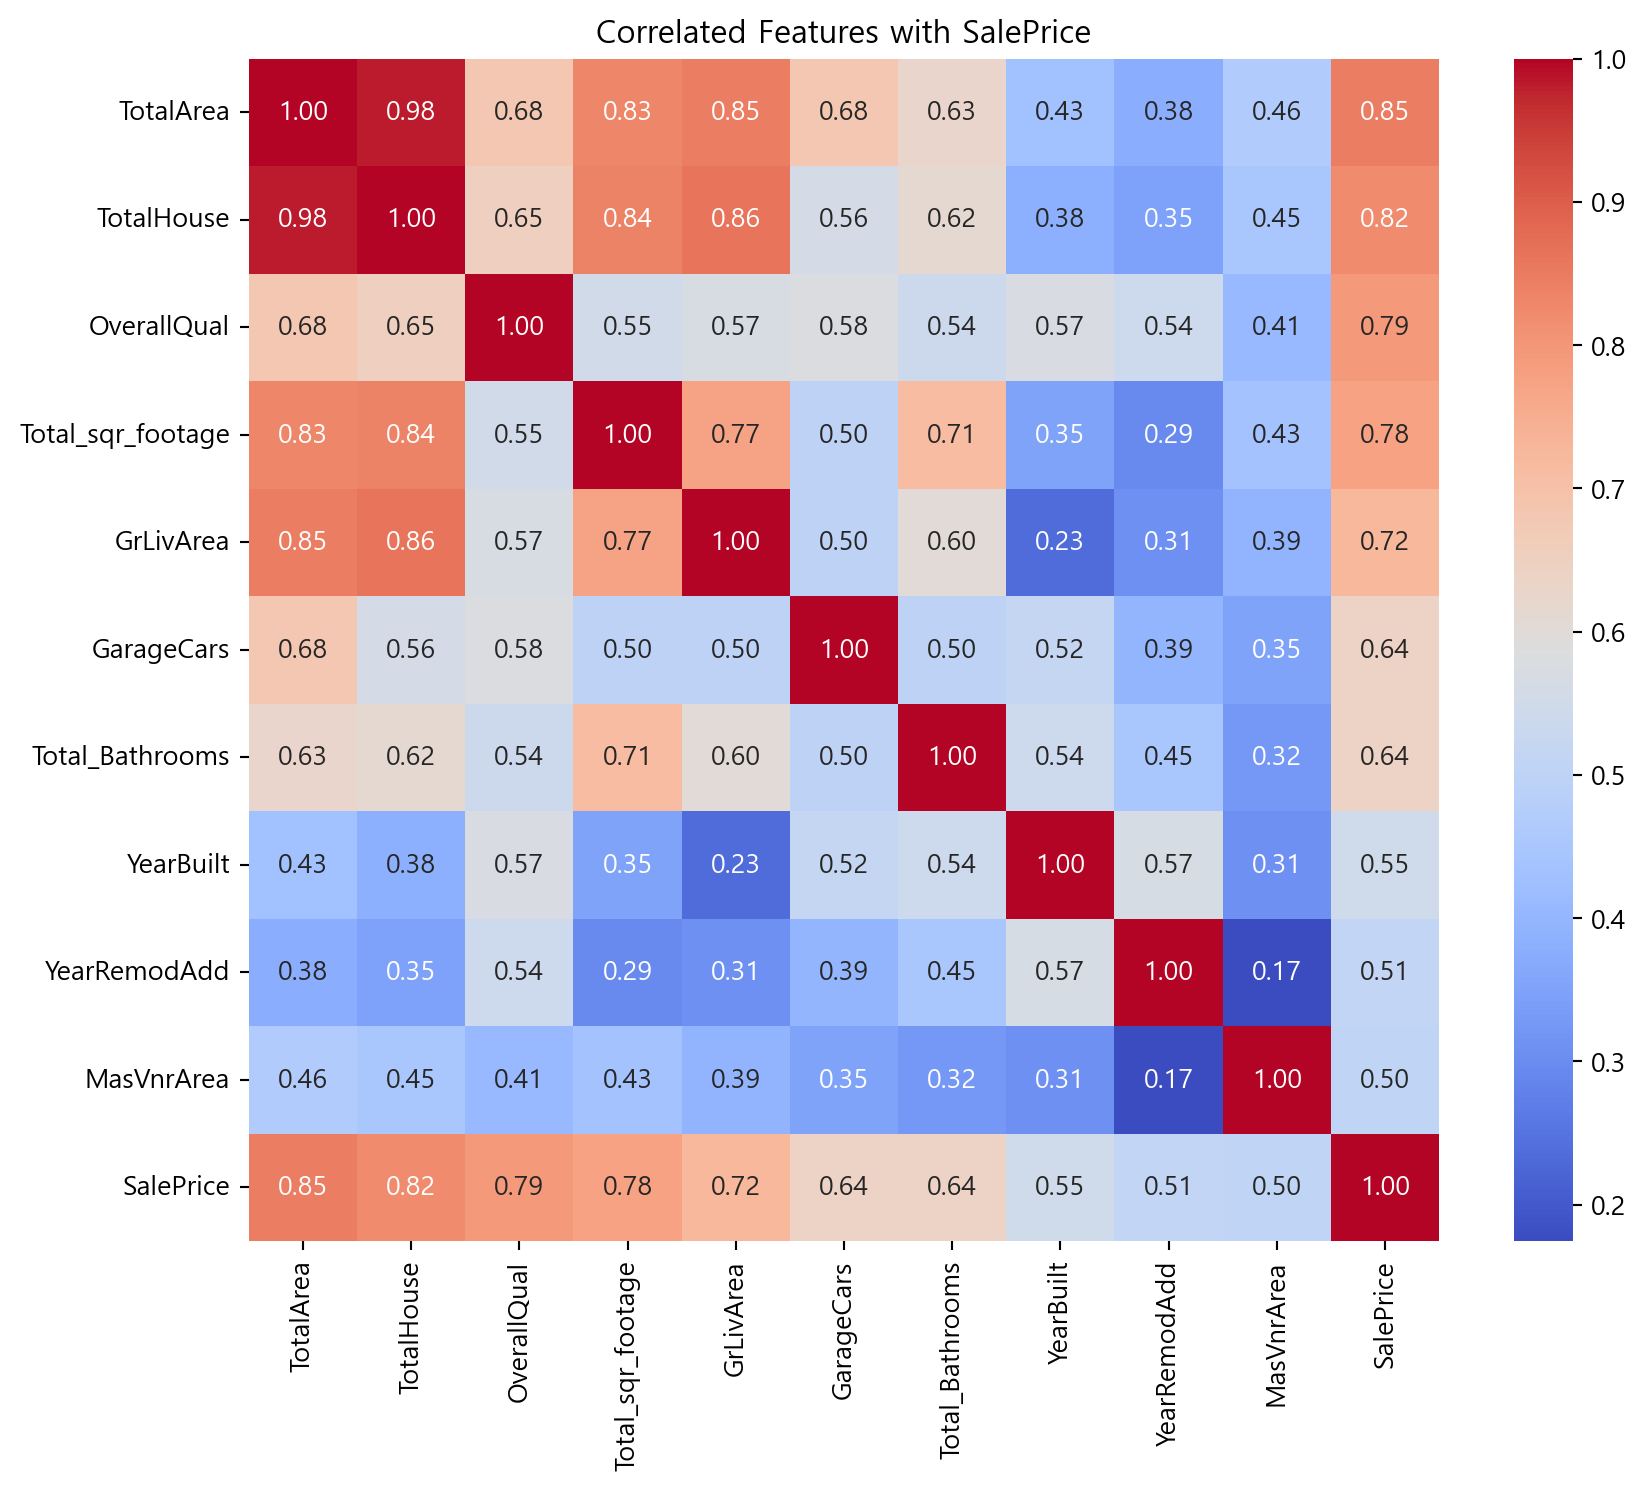 Correlated Features with SalePrice
TotalArea 1.00 0.98 0.68 0.83 0.85 0.68 0.63 0.43 0.38 0.46 0.85
TotalHouse 0.98 1.00 0.65 0.84 0.86 0.56 0.62 0.38 0.35 0.45 0.82
OverallQual 0.68 0.65 1.00 0.55 0.57 0.58 0.54 0.57 0.54 0.41 0.79
Total_sqr_footage 0.83 0.84 0.55 1.00 0.77 0.50 0.71 0.35 0.29 0.43 0.78
GrLivArea 0.85 0.86 0.57 0.77 1.00 0.50 0.60 0.23 0.31 0.39 0.72
GarageCars 0.68 0.56 0.58 0.50 0.50 1.00 0.50 0.52 0.39 0.35 0.64
Total_Bathrooms 0.63 0.62 0.54 0.71 0.60 0.50 1.00 0.54 0.45 0.32 0.64
YearBuilt 0.43 0.38 0.57 0.35 0.23 0.52 0.54 1.00 0.57 0.31 0.55
YearRemodAdd 0.38 0.35 0.54 0.29 0.31 0.39 0.45 0.57 1.00 0.17 0.51
MasVnrArea 0.46 0.45 0.41 0.43 0.39 0.35 0.32 0.31 0.17 1.00 0.50
SalePrice 0.85 0.82 0.79 0.78 0.72 0.64 0.64 0.55 0.51 0.50 1.00
TotalArea
TotalHouse
OverallQual
Total_sqr_footage
GrLivArea
GarageCars
Total_Bathrooms
YearBuilt
YearRemodAdd
MasVnrArea
SalePrice
1.0
0.9
0.8
0.7
0.6
0.5
0.4
0.3
0.2